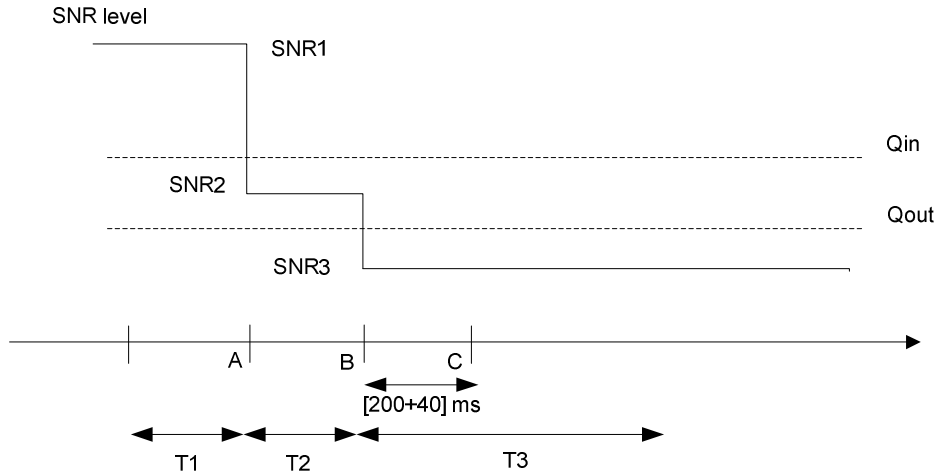 SNR level
SNR1
Qin
SNR2
Qout
SNR3
A
B
C
[200+40] ms
T1
T2
T3